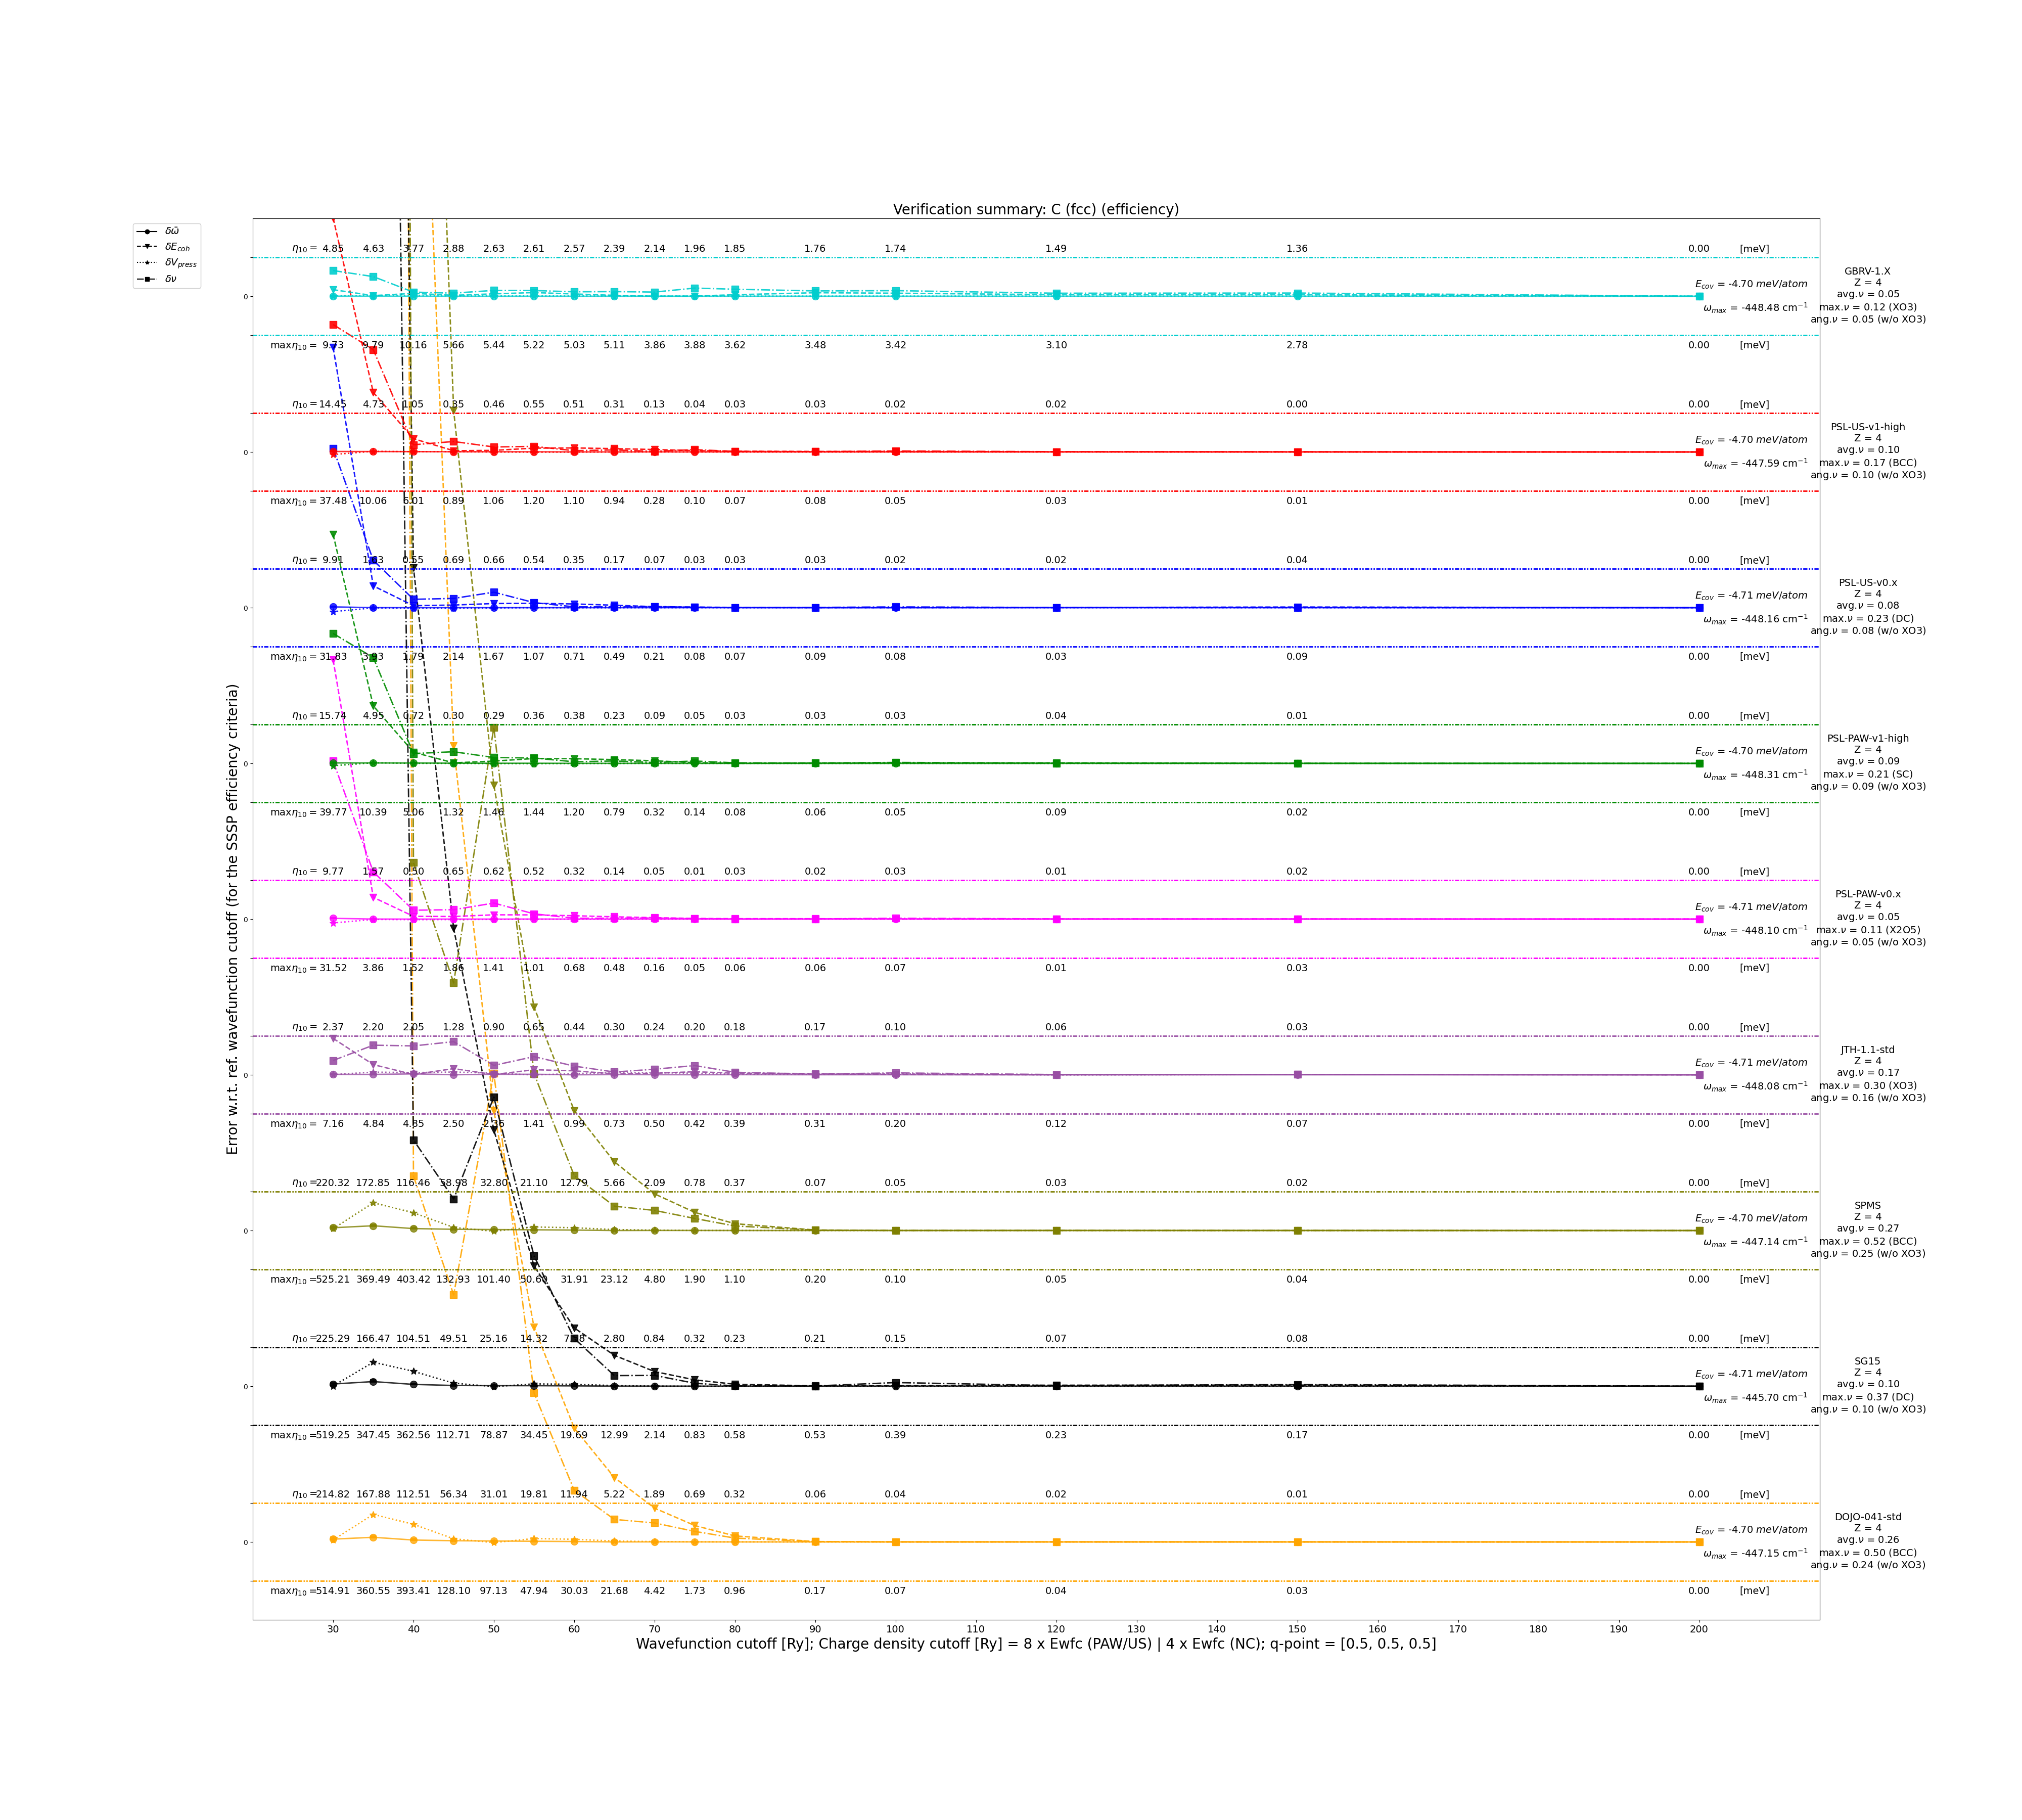 Verification summary: C (fcc) (efficiency)
δω̄
δE_coh
δV_press
δν
Error w.r.t. ref. wavefunction cutoff (for the SSSP efficiency criteria)
η10 = 4.85 4.63 3.77 2.88 2.63 2.61 2.57 2.39 2.14 1.96 1.85 1.76 1.74 1.49 1.36 0.00 [meV]
0
E_cov = -4.70 meV/atom
ω_max = -448.48 cm⁻¹
GBRV-1.X
Z = 4
avg.ν = 0.05
max.ν = 0.12 (XO3)
ang.ν = 0.05 (w/o XO3)
maxη10 = 9.73 9.79 10.16 5.66 5.44 5.22 5.03 5.11 3.86 3.88 3.62 3.48 3.42 3.10 2.78 0.00 [meV]
η10 = 14.45 4.73 1.05 0.35 0.46 0.55 0.51 0.31 0.13 0.04 0.03 0.03 0.02 0.02 0.00 0.00 [meV]
0
E_cov = -4.70 meV/atom
ω_max = -447.59 cm⁻¹
PSL-US-v1-high
Z = 4
avg.ν = 0.10
max.ν = 0.17 (BCC)
ang.ν = 0.10 (w/o XO3)
maxη10 = 37.48 10.06 5.01 0.89 1.06 1.20 1.10 0.94 0.28 0.10 0.07 0.08 0.05 0.03 0.01 0.00 [meV]
η10 = 9.91 0.55 0.69 0.66 0.54 0.35 0.17 0.07 0.03 0.03 0.03 0.02 0.02 0.04 0.00 [meV]
0
E_cov = -4.71 meV/atom
ω_max = -448.16 cm⁻¹
PSL-US-v0.x
Z = 4
avg.ν = 0.08
max.ν = 0.23 (DC)
ang.ν = 0.08 (w/o XO3)
maxη10 = 31.83 1.79 2.14 1.67 1.07 0.71 0.49 0.21 0.08 0.07 0.09 0.08 0.03 0.09 0.00 [meV]
η10 = 15.74 4.95 0.72 0.30 0.29 0.36 0.38 0.23 0.09 0.05 0.03 0.03 0.03 0.04 0.01 0.00 [meV]
0
E_cov = -4.70 meV/atom
ω_max = -448.31 cm⁻¹
PSL-PAW-v1-high
Z = 4
avg.ν = 0.09
max.ν = 0.21 (SC)
ang.ν = 0.09 (w/o XO3)
maxη10 = 39.77 10.39 5.06 1.32 1.46 1.44 1.20 0.79 0.32 0.14 0.08 0.06 0.05 0.09 0.02 0.00 [meV]
η10 = 9.77 0.50 0.65 0.62 0.52 0.32 0.14 0.05 0.01 0.03 0.02 0.03 0.01 0.02 0.00 [meV]
0
E_cov = -4.71 meV/atom
ω_max = -448.10 cm⁻¹
PSL-PAW-v0.x
Z = 4
avg.ν = 0.05
max.ν = 0.11 (X2O5)
ang.ν = 0.05 (w/o XO3)
maxη10 = 31.52 3.86 1.52 1.86 1.41 1.01 0.68 0.48 0.16 0.05 0.06 0.06 0.07 0.01 0.03 0.00 [meV]
η10 = 2.37 2.20 2.05 1.28 0.90 0.65 0.44 0.30 0.24 0.20 0.18 0.17 0.10 0.06 0.03 0.00 [meV]
0
E_cov = -4.71 meV/atom
ω_max = -448.08 cm⁻¹
JTH-1.1-std
Z = 4
avg.ν = 0.17
max.ν = 0.30 (XO3)
ang.ν = 0.16 (w/o XO3)
maxη10 = 7.16 4.84 4.85 2.50 2.36 1.41 0.99 0.73 0.50 0.42 0.39 0.31 0.20 0.12 0.07 0.00 [meV]
η10 = 220.32 172.85 116.46 58.98 32.80 21.10 12.79 5.66 2.09 0.78 0.37 0.07 0.05 0.03 0.02 0.00 [meV]
0
E_cov = -4.70 meV/atom
ω_max = -447.14 cm⁻¹
SPMS
Z = 4
avg.ν = 0.27
max.ν = 0.52 (BCC)
ang.ν = 0.25 (w/o XO3)
maxη10 = 525.21 369.49 403.42 132.93 101.40 50.60 31.91 23.12 4.80 1.90 1.10 0.20 0.10 0.05 0.04 0.00 [meV]
η10 = 225.29 166.47 104.51 49.51 25.16 14.32 2.80 0.84 0.32 0.23 0.21 0.15 0.07 0.08 0.00 [meV]
0
E_cov = -4.71 meV/atom
ω_max = -445.70 cm⁻¹
SG15
Z = 4
avg.ν = 0.10
max.ν = 0.37 (DC)
ang.ν = 0.10 (w/o XO3)
maxη10 = 519.25 347.45 362.56 112.71 78.87 34.45 19.69 12.99 2.14 0.83 0.58 0.53 0.39 0.23 0.17 0.00 [meV]
η10 = 214.82 167.88 112.51 56.34 31.01 19.81 11.94 5.22 1.89 0.69 0.32 0.06 0.04 0.02 0.01 0.00 [meV]
0
E_cov = -4.70 meV/atom
ω_max = -447.15 cm⁻¹
DOJO-041-std
Z = 4
avg.ν = 0.26
max.ν = 0.50 (BCC)
ang.ν = 0.24 (w/o XO3)
maxη10 = 514.91 360.55 393.41 128.10 97.13 47.94 30.03 21.68 4.42 1.73 0.96 0.17 0.07 0.04 0.03 0.00 [meV]
30 40 50 60 70 80 90 100 110 120 130 140 150 160 170 180 190 200
Wavefunction cutoff [Ry]; Charge density cutoff [Ry] = 8 x Ewfc (PAW/US) | 4 x Ewfc (NC); q-point = [0.5, 0.5, 0.5]